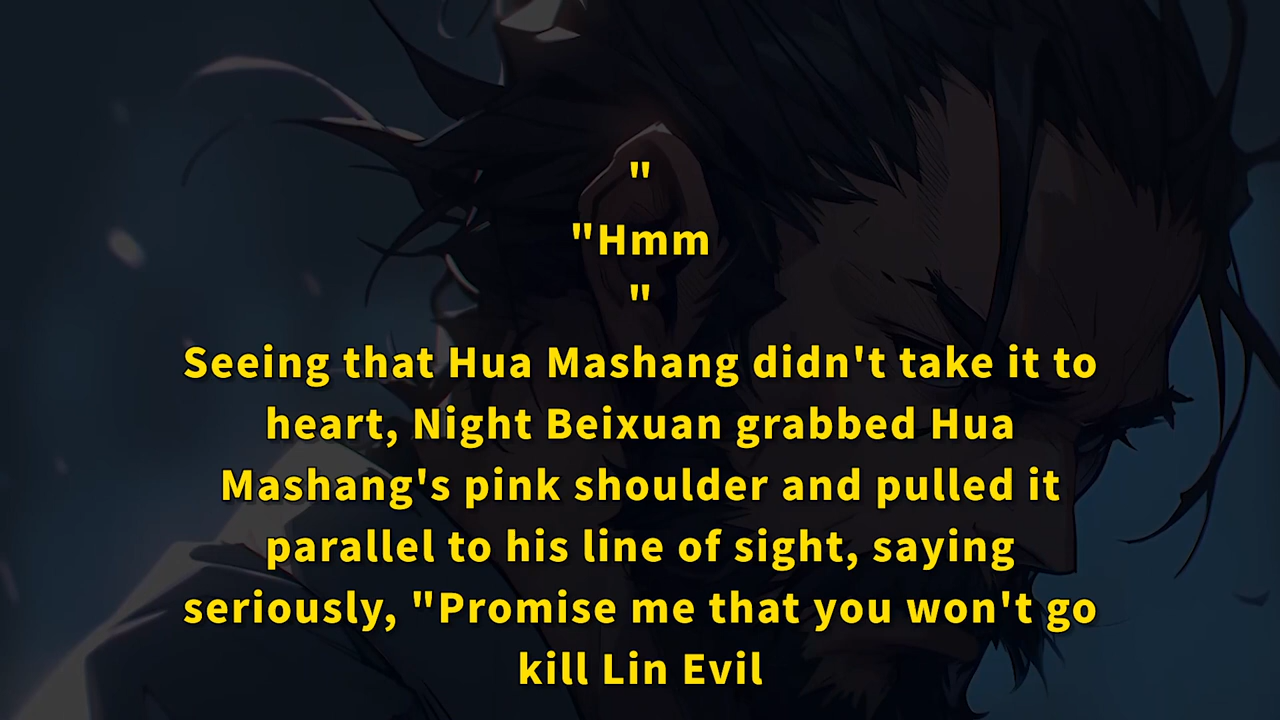 "
"Hmm
"
Seeing that Hua Mashang didn't take it to
heart, Night Beixuan grabbed Hua
Mashang's pink shoulder and pulled it
parallel to his line of sight, saying
seriously, "Promise me that you won't go
kill Lin Evil